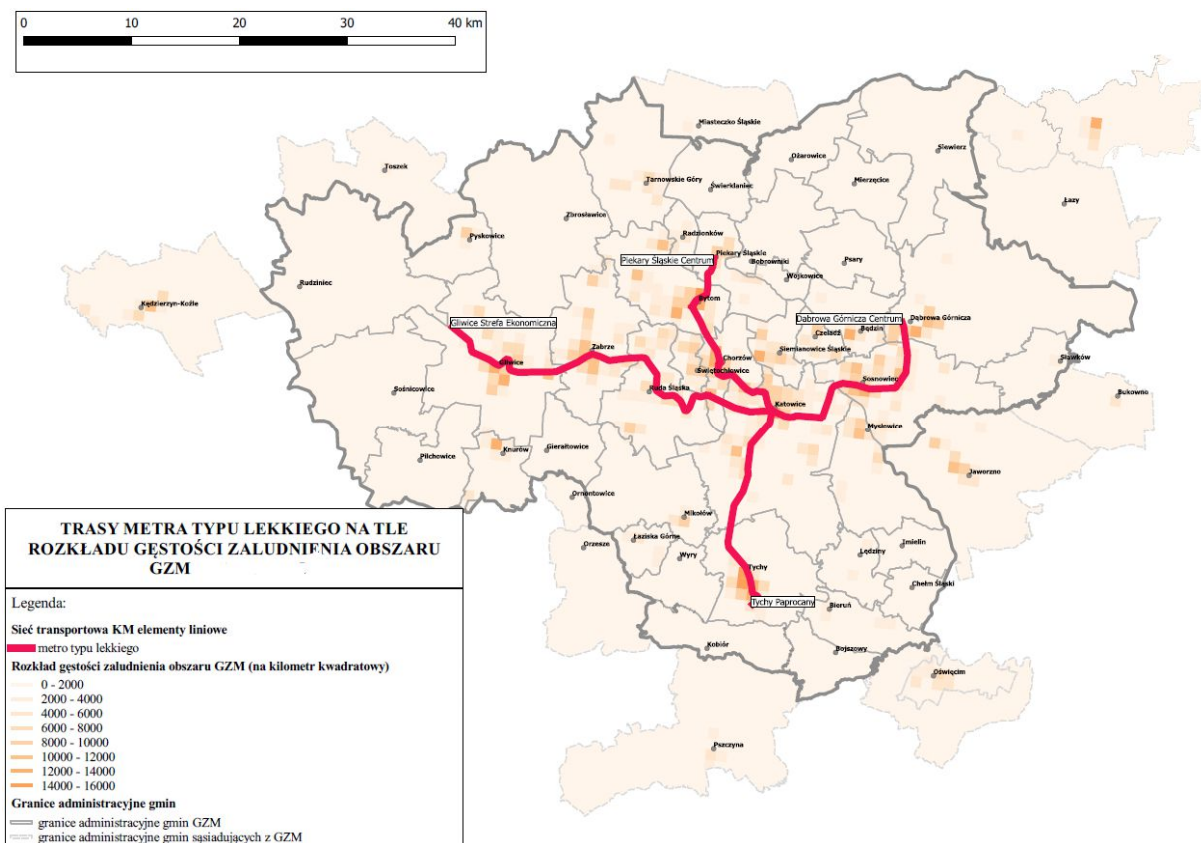 0 10 20 30 40 km
Miasteczko Śląskie
Ożarowice
Siewierz
Toszek
Tarnowskie Góry
Świerklaniec
Mierzęcice
Łazy
Zbrosławice
Pyskowice
Radzionków
Piekary Śląskie
Piekary Śląskie Centrum
Bobrowniki
Psary
Wojkowice
Rudziniec
Kędzierzyn-Koźle
Bytom
Gliwice Strefa Ekonomiczna
Dąbrowa Górnicza Centrum
Dąbrowa Górnicza
Czeladź
Będzin
Zabrze
Siemianowice Śląskie
Chorzów
Gliwice
Świętochłowice
Sławków
Sosnowiec
Sośnicowice
Ruda Śląska
Bukowno
Katowice
Mysłowice
Knurów
Gierałtowice
Pilchowice
Jaworzno
Ornontowice
Mikołów
Łaziska Górne
Orzesze
Wyry
Imielin
Lędziny
Tychy
Chełm Śląski
Tychy Paprocany
Bieruń
Kobiór
Bojszowy
Oświęcim
Pszczyna
TRASY METRA TYPU LEKKIEGO NA TLE
ROZKŁADU GĘSTOŚCI ZALUDNIENIA OBSZARU
GZM
Legenda:
Sieć transportowa KM elementy liniowe
metro typu lekkiego
Rozkład gęstości zaludnienia obszaru GZM (na kilometr kwadratowy)
0 - 2000
2000 - 4000
4000 - 6000
6000 - 8000
8000 - 10000
10000 - 12000
12000 - 14000
14000 - 16000
Granice administracyjne gmin
granice administracyjne gmin GZM
granice administracyjne gmin sąsiadujących z GZM